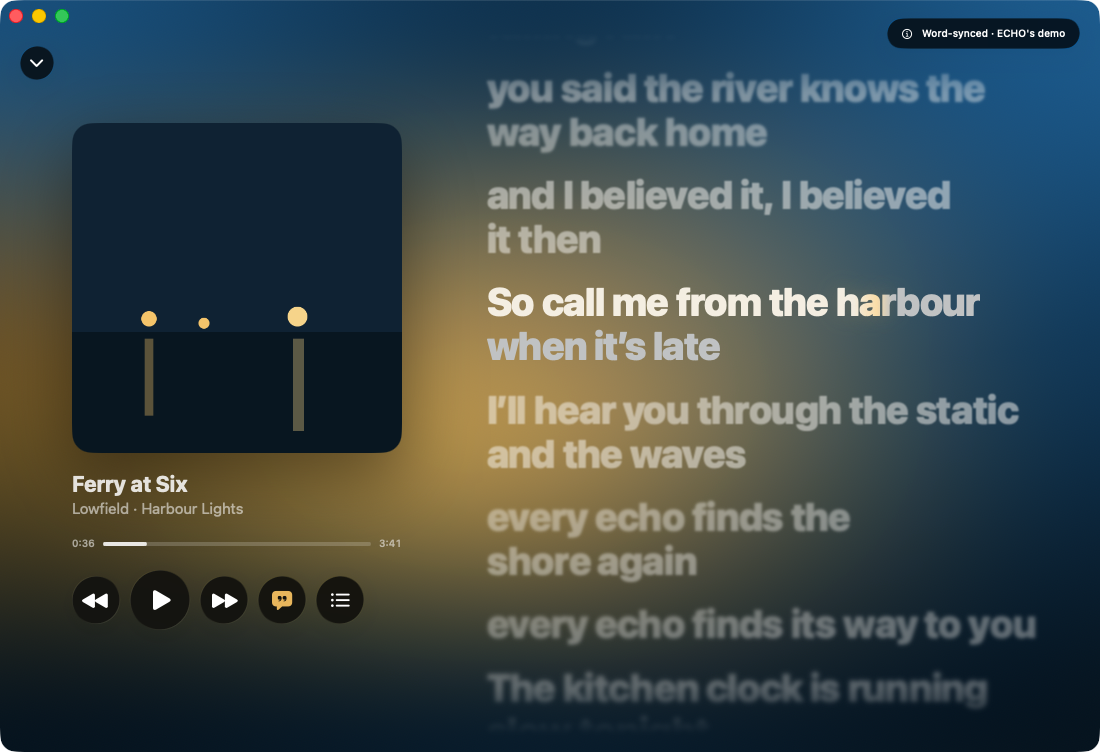 Word-synced · ECHO's demo
you said the river knows the
way back home
and I believed it, I believed
it then
So call me from the harbour
when it’s late
I’ll hear you through the static
and the waves
every echo finds the
shore again
every echo finds its way to you
The kitchen clock is running
Ferry at Six
Lowfield · Harbour Lights
0:36
3:41